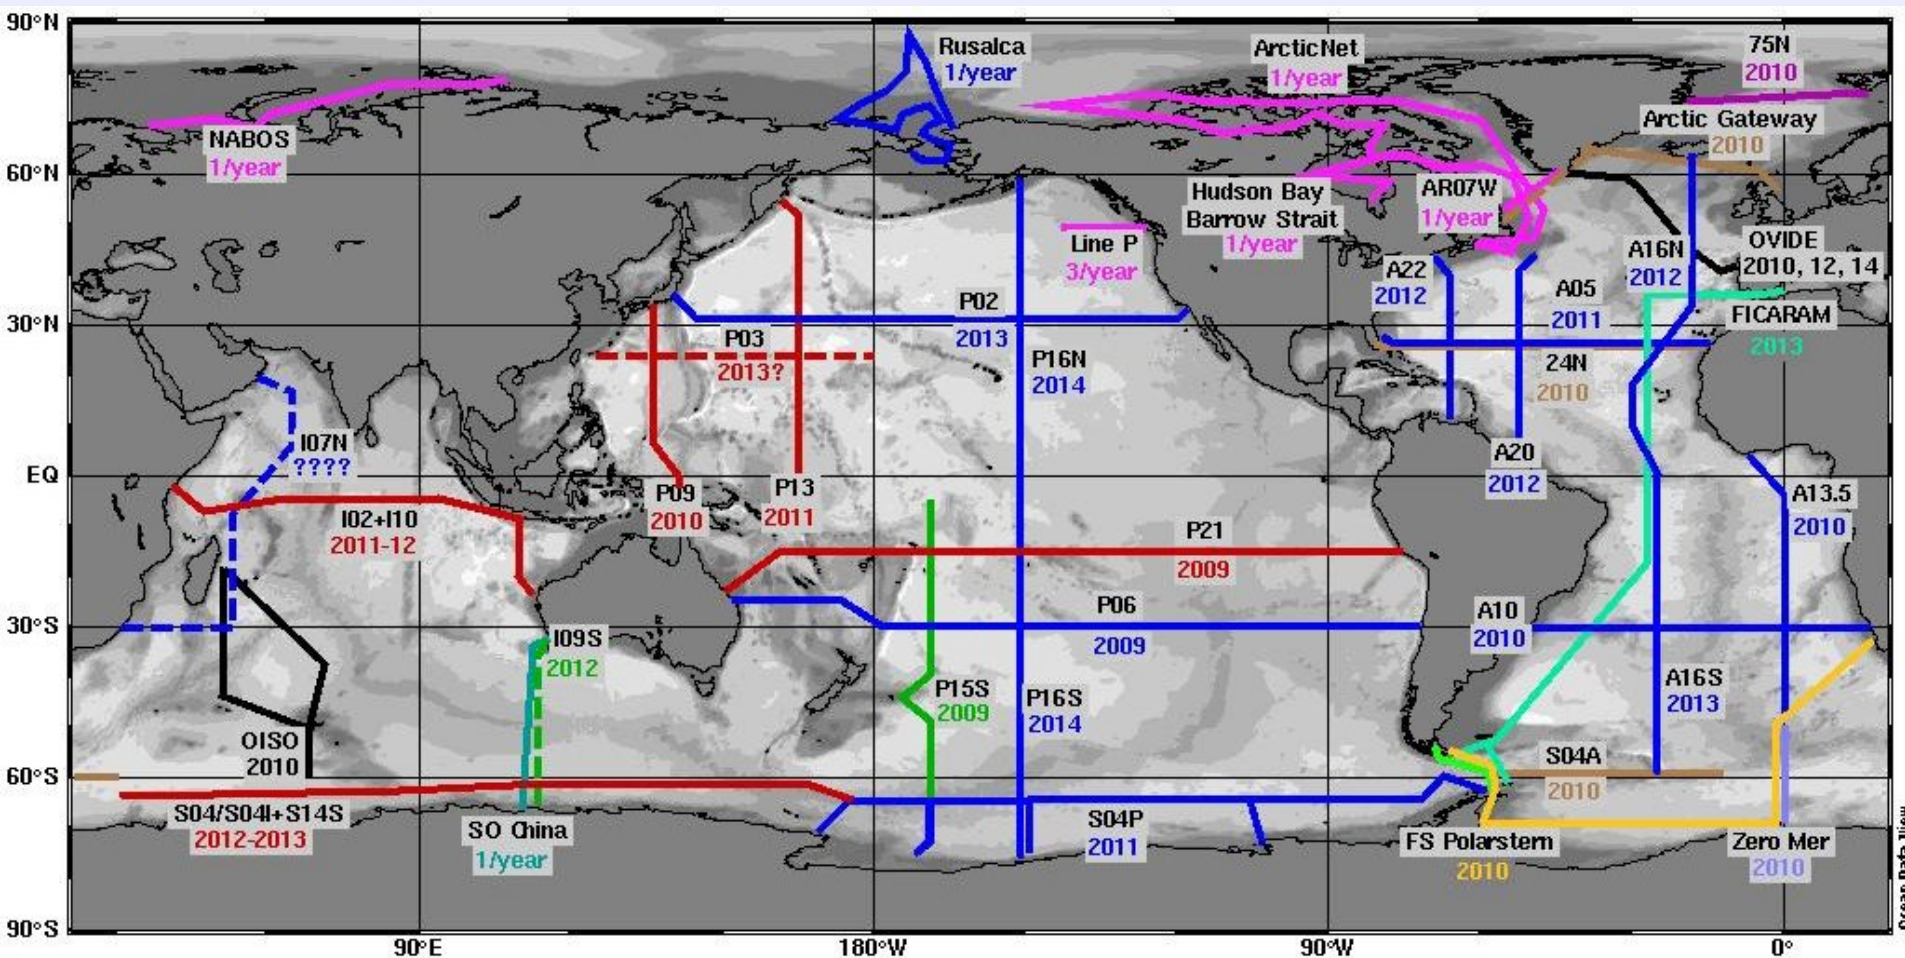 90°N
60°N
30°N
EQ
30°S
60°S
90°S
90°E
180°W
90°W
0°
NABOS
1/year
Rusalca
1/year
ArcticNet
1/year
75N
2010
Arctic Gateway
2010
Hudson Bay
Barrow Strait
1/year
AR07W
1/year
Line P
3/year
A22
2012
A16N
2012
OVIDE
2010, 12, 14
A05
2011
FICARAM
2013
24N
2010
P02
2013
P03
2013?
P16N
2014
I07N
????
A20
2012
P09
2010
P13
2011
A13.5
2010
I02+I10
2011-12
P21
2009
P06
2009
A10
2010
I09S
2012
P15S
2009
P16S
2014
A16S
2013
OISO
2010
S04A
2010
S04/S04I+S14S
2012-2013
SO China
1/year
S04P
2011
FS Polarstern
2010
Zero Mer
2010
Ocean Data View